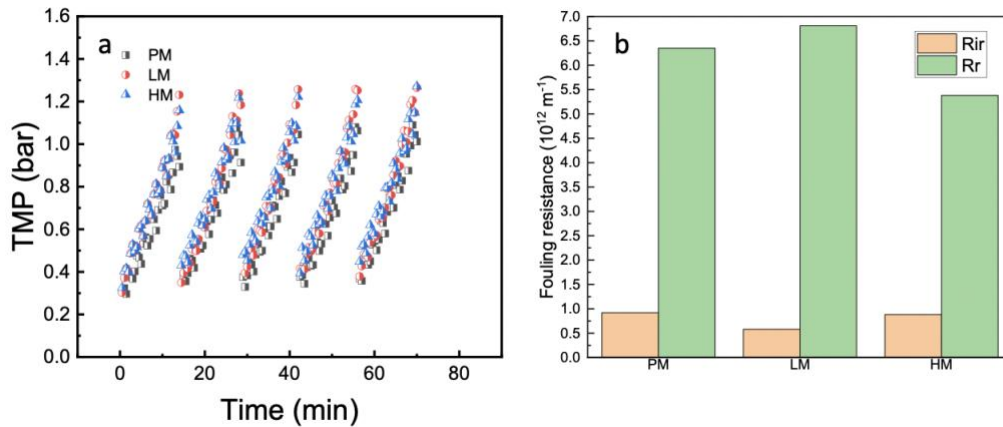 a
PM
LM
HM
1.6
1.4
1.2
1.0
0.8
0.6
0.4
0.2
0.0
TMP (bar)
0 20 40 60 80
Time (min)
b
Rir
Rr
7.0
6.5
6.0
5.5
5.0
4.5
4.0
3.5
3.0
2.5
2.0
1.5
1.0
0.5
0.0
Fouling resistance (10¹² m⁻¹)
PM LM HM